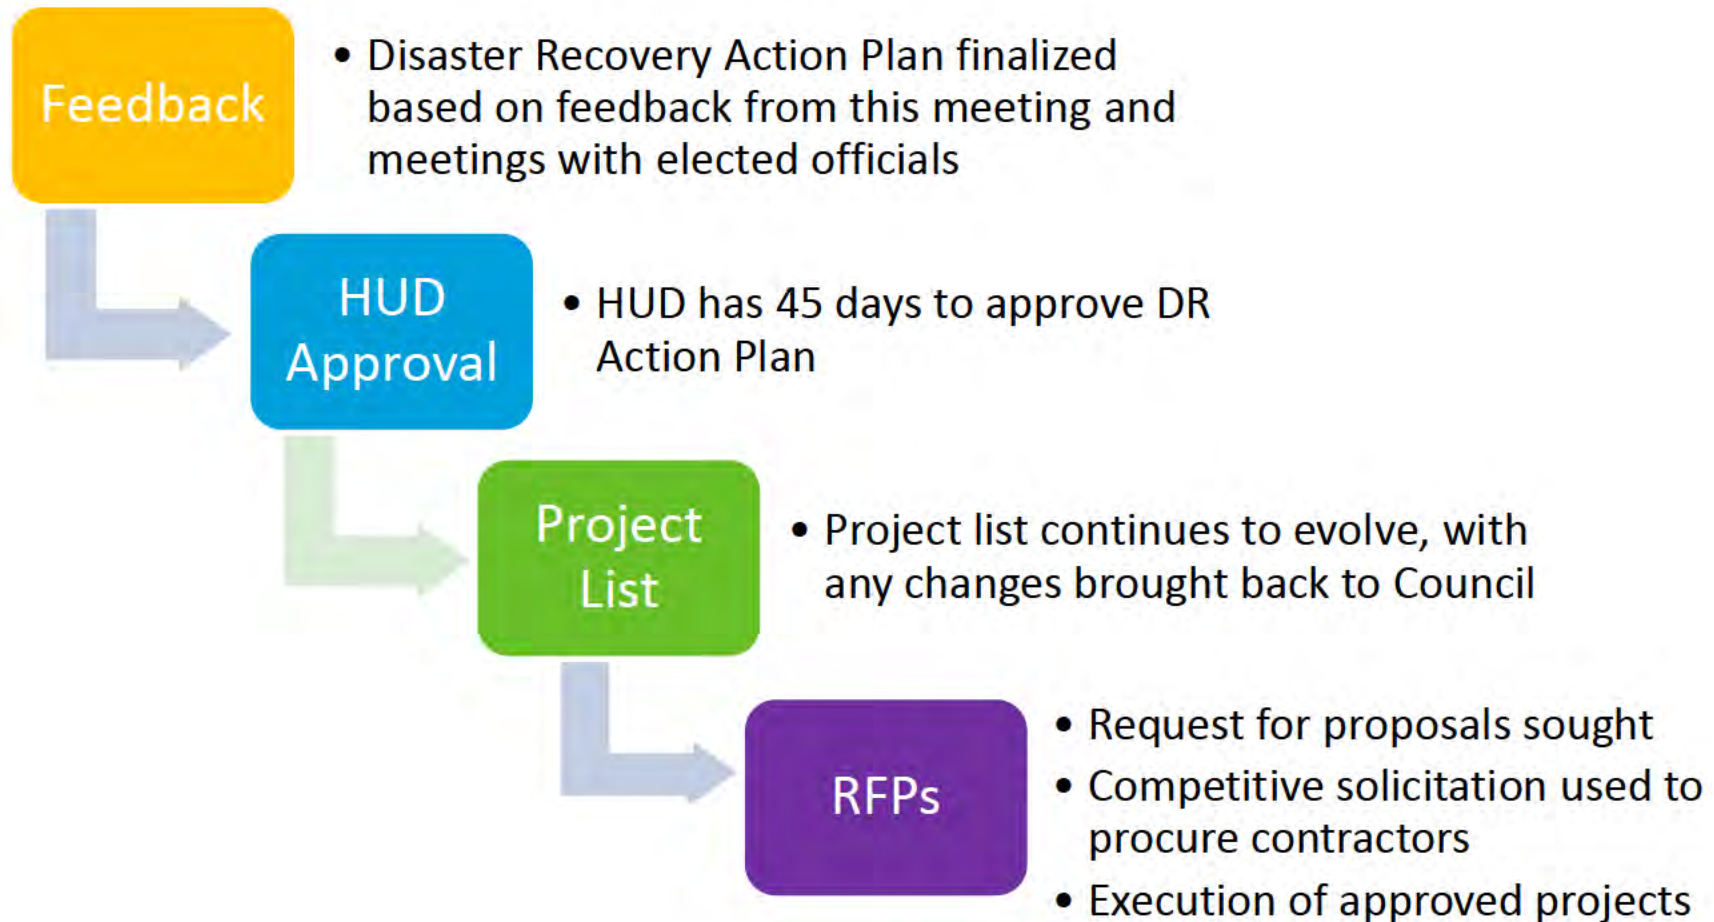 Feedback
• Disaster Recovery Action Plan finalized
based on feedback from this meeting and
meetings with elected officials
HUD
Approval
• HUD has 45 days to approve DR
Action Plan
Project
List
• Project list continues to evolve, with
any changes brought back to Council
RFPs
• Request for proposals sought
• Competitive solicitation used to
procure contractors
• Execution of approved projects